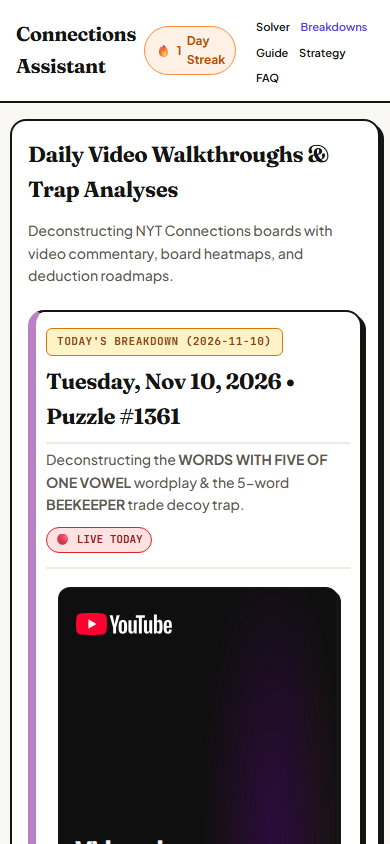 Connections
Assistant
1
Day
Streak
Solver Breakdowns
Guide Strategy
FAQ
Daily Video Walkthroughs &
Trap Analyses
Deconstructing NYT Connections boards with
video commentary, board heatmaps, and
deduction roadmaps.
TODAY'S BREAKDOWN (2026-11-10)
Tuesday, Nov 10, 2026 •
Puzzle #1361
Deconstructing the WORDS WITH FIVE OF
ONE VOWEL wordplay & the 5-word
BEEKEEPER trade decoy trap.
LIVE TODAY
YouTube